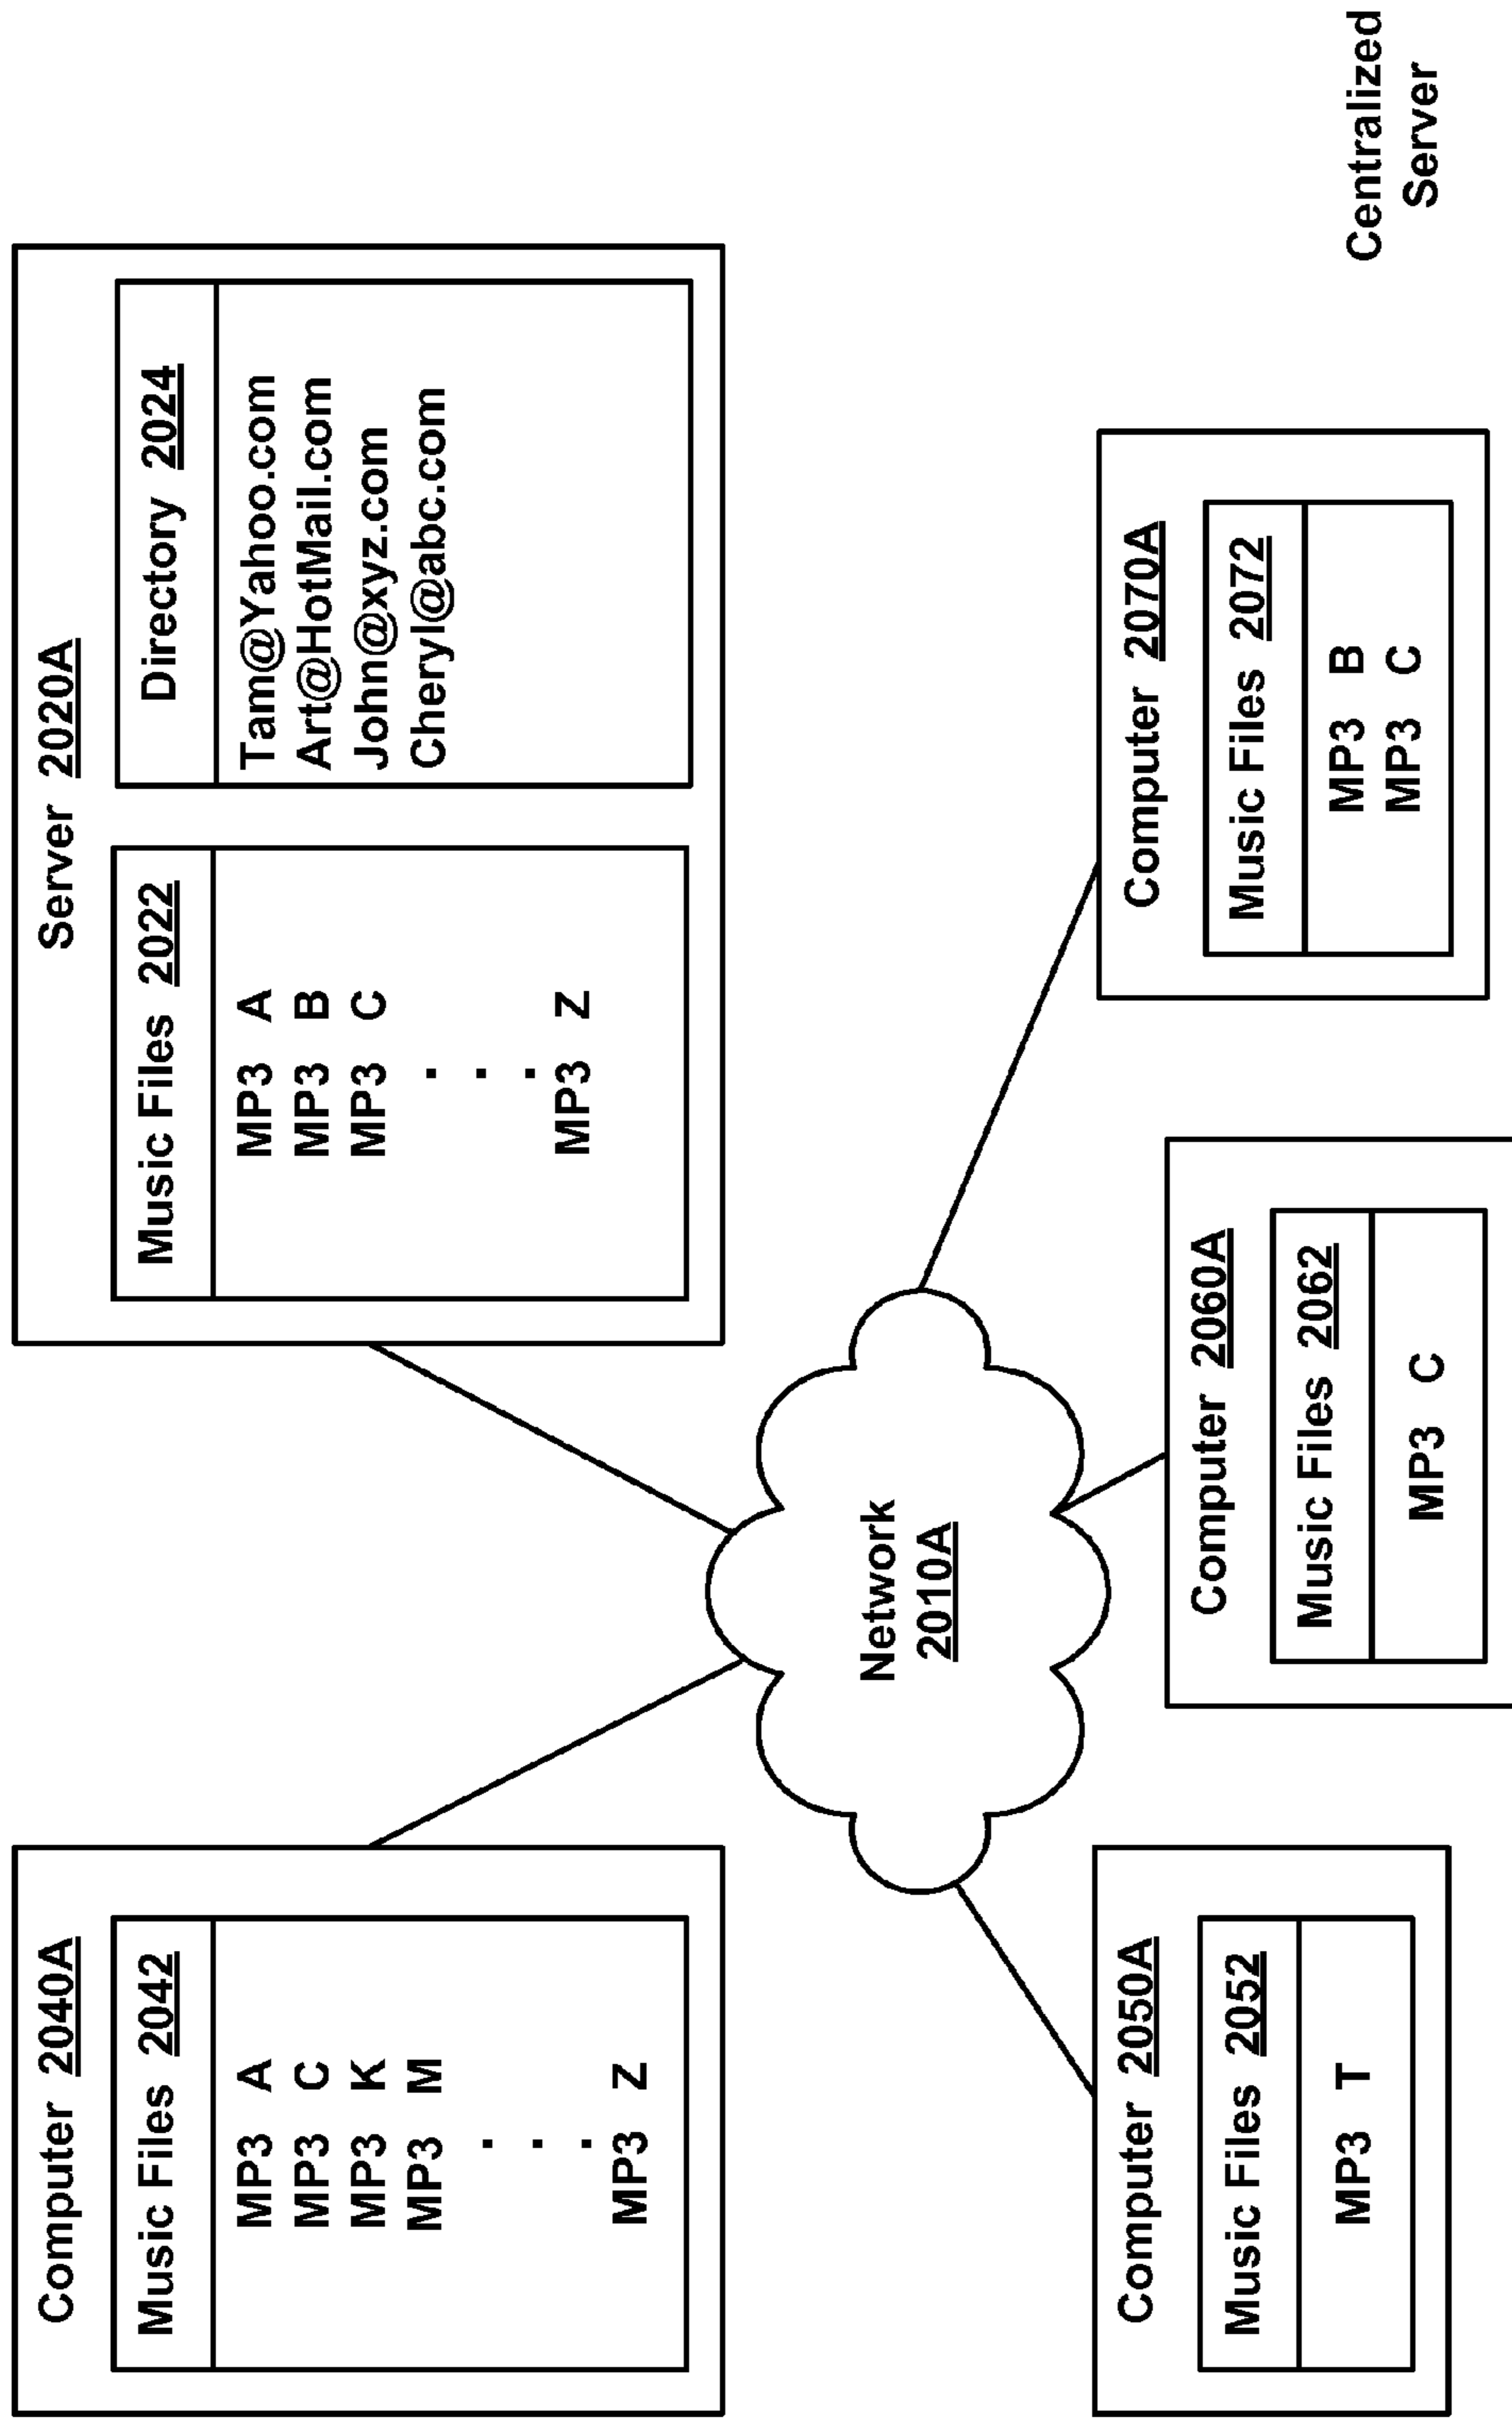 Computer 2040A
Music Files 2042
MP3 A
MP3 C
MP3 K
MP3 M
.
.
.
MP3 Z
Server 2020A
Music Files 2022
MP3 A
MP3 B
MP3 C
.
.
.
MP3 Z
Directory 2024
Tam@Yahoo.com
Art@HotMail.com
John@xyz.com
Cheryl@abc.com
Network
2010A
Computer 2050A
Music Files 2052
MP3 T
Computer 2060A
Music Files 2062
MP3 C
Computer 2070A
Music Files 2072
MP3 B
MP3 C
Centralized
Server